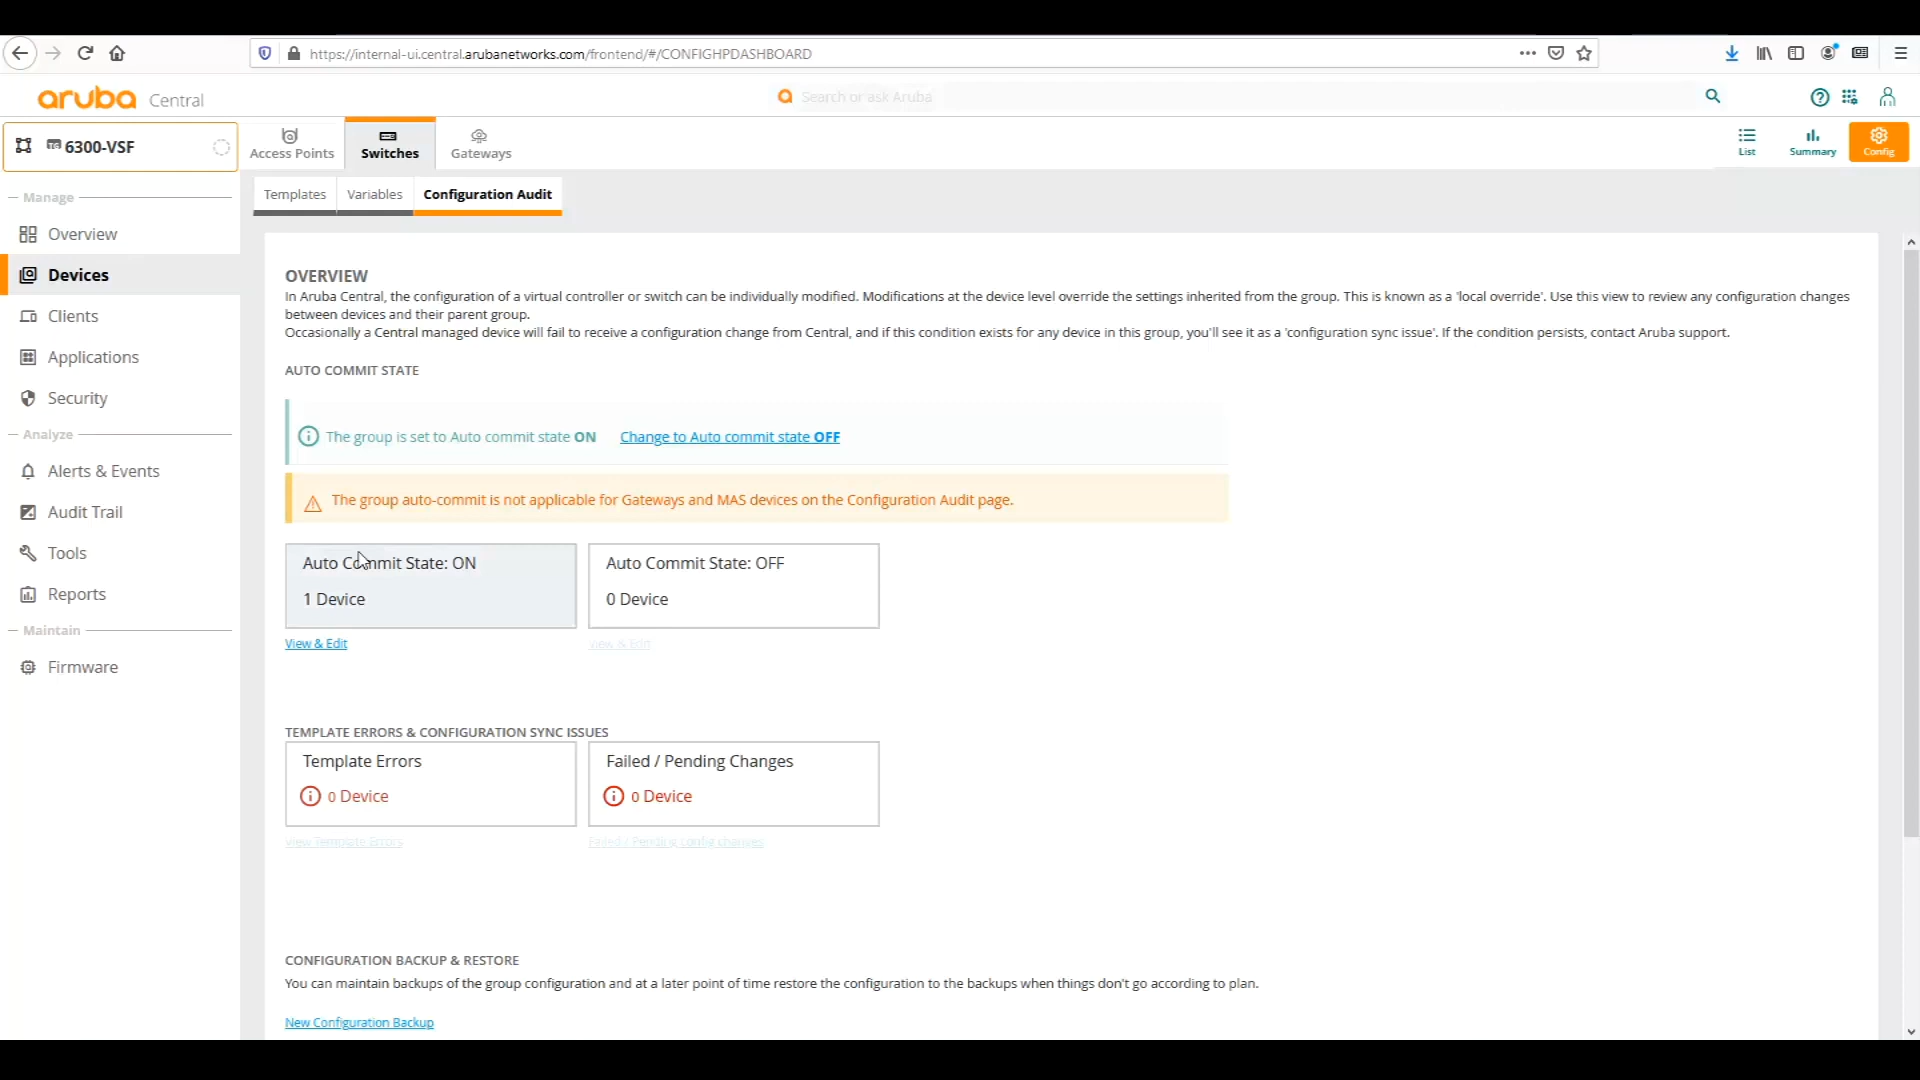 https://internal-ui.central.arubanetworks.com/frontend/#/CONFIGHPDASHBOARD
aruba Central
Search or ask Aruba
TG 6300-VSF
Access Points
Switches
Gateways
List
Summary
Config
Manage
Overview
Devices
Clients
Applications
Security
Analyze
Alerts & Events
Audit Trail
Tools
Reports
Maintain
Firmware
Templates
Variables
Configuration Audit
OVERVIEW
In Aruba Central, the configuration of a virtual controller or switch can be individually modified. Modifications at the device level override the settings inherited from the group. This is known as a 'local override'. Use this view to review any configuration changes
between devices and their parent group.
Occasionally a Central managed device will fail to receive a configuration change from Central, and if this condition exists for any device in this group, you'll see it as a 'configuration sync issue'. If the condition persists, contact Aruba support.
AUTO COMMIT STATE
The group is set to Auto commit state ON Change to Auto commit state OFF
The group auto-commit is not applicable for Gateways and MAS devices on the Configuration Audit page.
Auto Commit State: ON
1 Device
View & Edit
Auto Commit State: OFF
0 Device
View & Edit
TEMPLATE ERRORS & CONFIGURATION SYNC ISSUES
Template Errors
0 Device
View Template Errors
Failed / Pending Changes
0 Device
Failed / Pending config changes
CONFIGURATION BACKUP & RESTORE
You can maintain backups of the group configuration and at a later point of time restore the configuration to the backups when things don't go according to plan.
New Configuration Backup